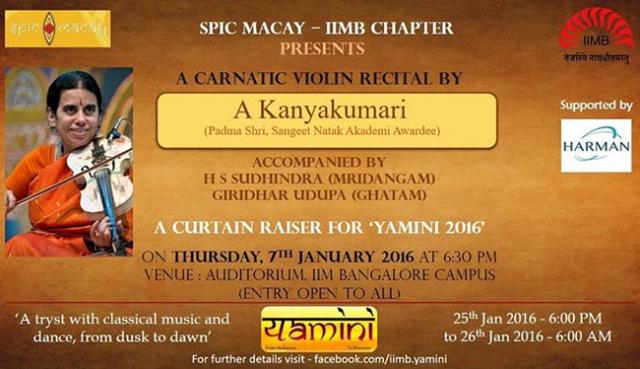 spic macay
SPIC MACAY – IIMB CHAPTER
PRESENTS
IIMB
तेजस्वि नावधीतमस्तु
A CARNATIC VIOLIN RECITAL BY
A Kanyakumari
(Padma Shri, Sangeet Natak Akademi Awardee)
Supported by
HARMAN
ACCOMPANIED BY
H S SUDHINDRA (MRIDANGAM)
GIRIDHAR UDUPA (GHATAM)
A CURTAIN RAISER FOR ‘YAMINI 2016’
ON THURSDAY, 7TH JANUARY 2016 AT 6:30 PM
VENUE : AUDITORIUM, IIM BANGALORE CAMPUS
(ENTRY OPEN TO ALL)
‘A tryst with classical music and
dance, from dusk to dawn’
yamini
25th Jan 2016 - 6:00 PM
to 26th Jan 2016 - 6:00 AM
For further details visit - facebook.com/iimb.yamini